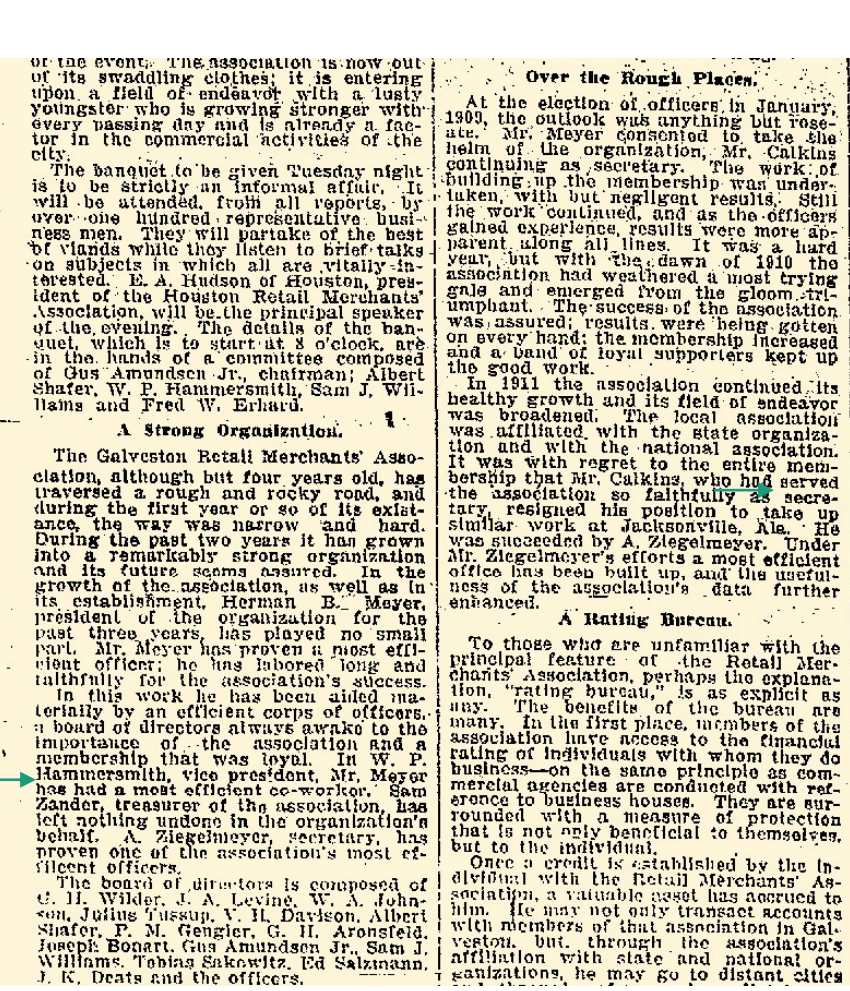 of the event. The association is now out
of its swaddling clothes; it is entering
upon a field of endeavor with a lusty
youngster who is growing stronger with
every passing day and is already a fac-
tor in the commercial activities of the
city.
The banquet to be given Tuesday night
is to be strictly an informal affair. It
will be attended, from all reports, by
over one hundred representative busi-
ness men. They will partake of the best
of viands while they listen to brief talks
on subjects in which all are vitally in-
terested. E. A. Hudson of Houston, pres-
ident of the Houston Retail Merchants'
Association, will be the principal speaker
of the evening. The details of the ban-
quet, which is to start at 8 o'clock, are
in the hands of a committee composed
of Gus Amundsen Jr., chairman; Albert
Shafer, W. P. Hammersmith, Sam J. Wil-
liams and Fred W. Erhard.
A Strong Organization.
The Galveston Retail Merchants' Asso-
ciation, although but four years old, has
traversed a rough and rocky road, and
during the first year or so of its exist-
ance, the way was narrow and hard.
During the past two years it has grown
into a remarkably strong organization
and its future seems assured. In the
growth of the association, as well as in
its establishment, Herman B. Meyer,
president of the organization for the
past three years, has played no small
part. Mr. Meyer has proven a most effi-
cient officer; he has labored long and
faithfully for the association's success.
In this work he has been aided ma-
terially by an efficient corps of officers,
a board of directors always awake to the
importance of the association and a
membership that was loyal. In W. P.
Hammersmith, vice president, Mr. Meyer
has had a most efficient co-worker. Sam
Zander, treasurer of the association, has
left nothing undone in the organization's
behalf. A. Ziegelmeyer, secretary, has
proven one of the association's most ef-
ficent officers.
The board of directors is composed of
C. H. Wilder, J. A. Levine, W. A. John-
son, Julius Tussup, V. H. Davison, Albert
Shafer, P. M. Gengler, G. H. Aronsfeld,
Joseph Bonart, Gus Amundsen Jr., Sam J.
Williams, Tobias Sakowitz, Ed Salzmann,
J. K. Deats and the officers.
Over the Rough Places.
At the election of officers in January,
1909, the outlook was anything but rose-
ate. Mr. Meyer consented to take the
helm of the organization, Mr. Calkins
continuing as secretary. The work of
building up the membership was under-
taken, with but negligent results. Still
the work continued, and as the officers
gained experience, results were more ap-
parent along all lines. It was a hard
year, but with the dawn of 1910 the
association had weathered a most trying
gale and emerged from the gloom tri-
umphant. The success of the association
was assured; results were being gotten
on every hand; the membership increased
and a band of loyal supporters kept up
the good work.
In 1911 the association continued its
healthy growth and its field of endeavor
was broadened. The local association
was affiliated with the state organiza-
tion and with the national association.
It was with regret to the entire mem-
bership that Mr. Calkins, who had served
the association so faithfully as secre-
tary, resigned his position to take up
similar work at Jacksonville, Ala. He
was succeeded by A. Ziegelmeyer. Under
Mr. Ziegelmeyer's efforts a most efficient
office has been built up, and the useful-
ness of the association's data further
enhanced.
A Rating Bureau.
To those who are unfamiliar with the
principal feature of the Retail Mer-
chants' Association, perhaps the explana-
tion, "rating bureau," is as explicit as
any. The benefits of the bureau are
many. In the first place, members of the
association have access to the financial
rating of individuals with whom they do
business—on the same principle as com-
mercial agencies are conducted with ref-
erence to business houses. They are sur-
rounded with a measure of protection
that is not only beneficial to themselves,
but to the individual.
Once a credit is established by the in-
dividual with the Retail Merchants' As-
sociation, a valuable asset has accrued to
him. He may not only transact accounts
with members of that association in Gal-
veston, but, through the association's
affiliation with state and national or-
ganizations, he may go to distant cities